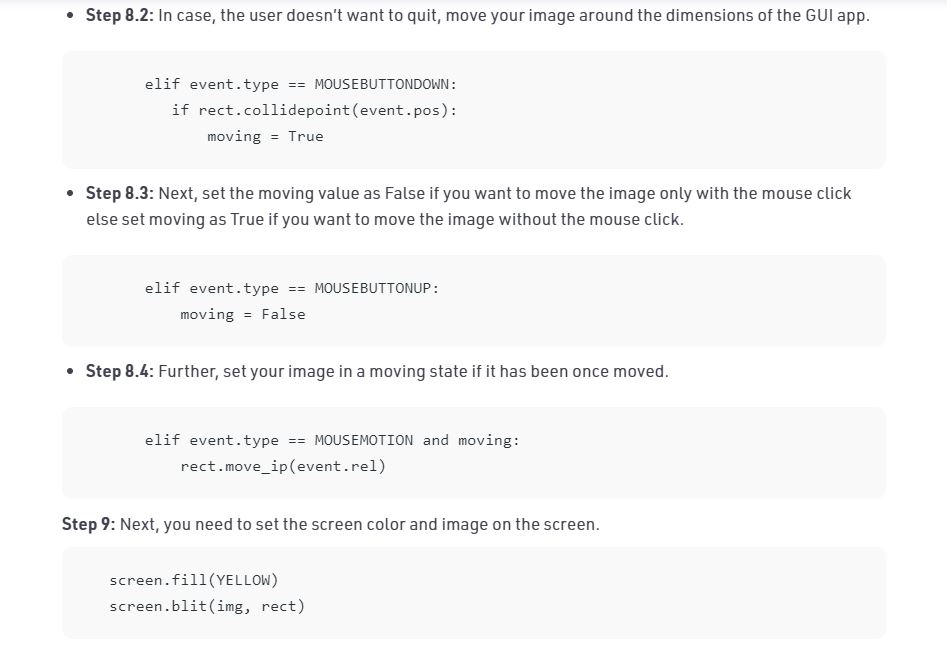 • Step 8.2: In case, the user doesn’t want to quit, move your image around the dimensions of the GUI app.
elif event.type == MOUSEBUTTONDOWN:
if rect.collidepoint(event.pos):
moving = True
• Step 8.3: Next, set the moving value as False if you want to move the image only with the mouse click
else set moving as True if you want to move the image without the mouse click.
elif event.type == MOUSEBUTTONUP:
moving = False
• Step 8.4: Further, set your image in a moving state if it has been once moved.
elif event.type == MOUSEMOTION and moving:
rect.move_ip(event.rel)
Step 9: Next, you need to set the screen color and image on the screen.
screen.fill(YELLOW)
screen.blit(img, rect)